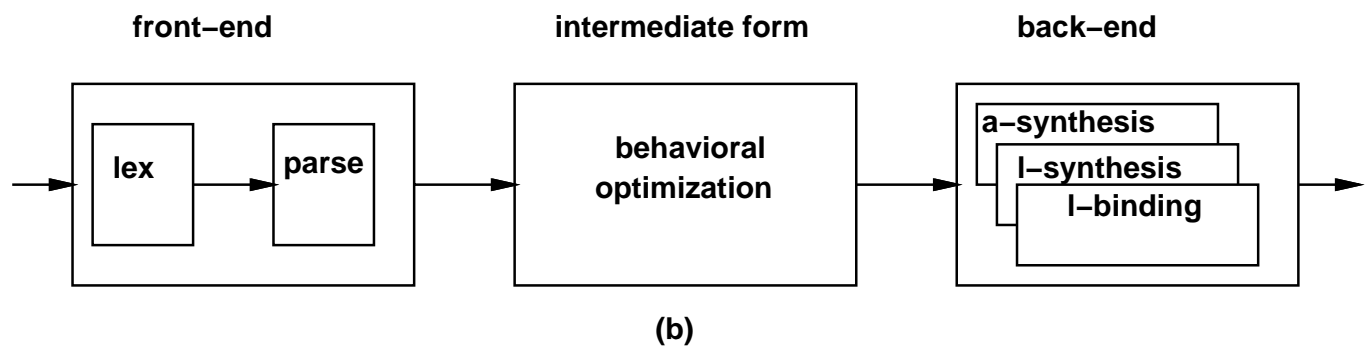 front−end
intermediate form
back−end
lex
parse
behavioral
optimization
a−synthesis
l−synthesis
l−binding
(b)